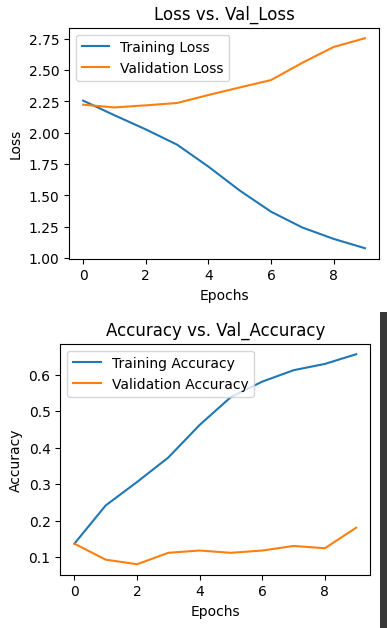 Loss vs. Val_Loss
2.75
2.50
2.25
2.00
1.75
1.50
1.25
1.00
Loss
Training Loss
Validation Loss
0 2 4 6 8
Epochs
Accuracy vs. Val_Accuracy
0.6
0.5
0.4
0.3
0.2
0.1
Accuracy
Training Accuracy
Validation Accuracy
0 2 4 6 8
Epochs